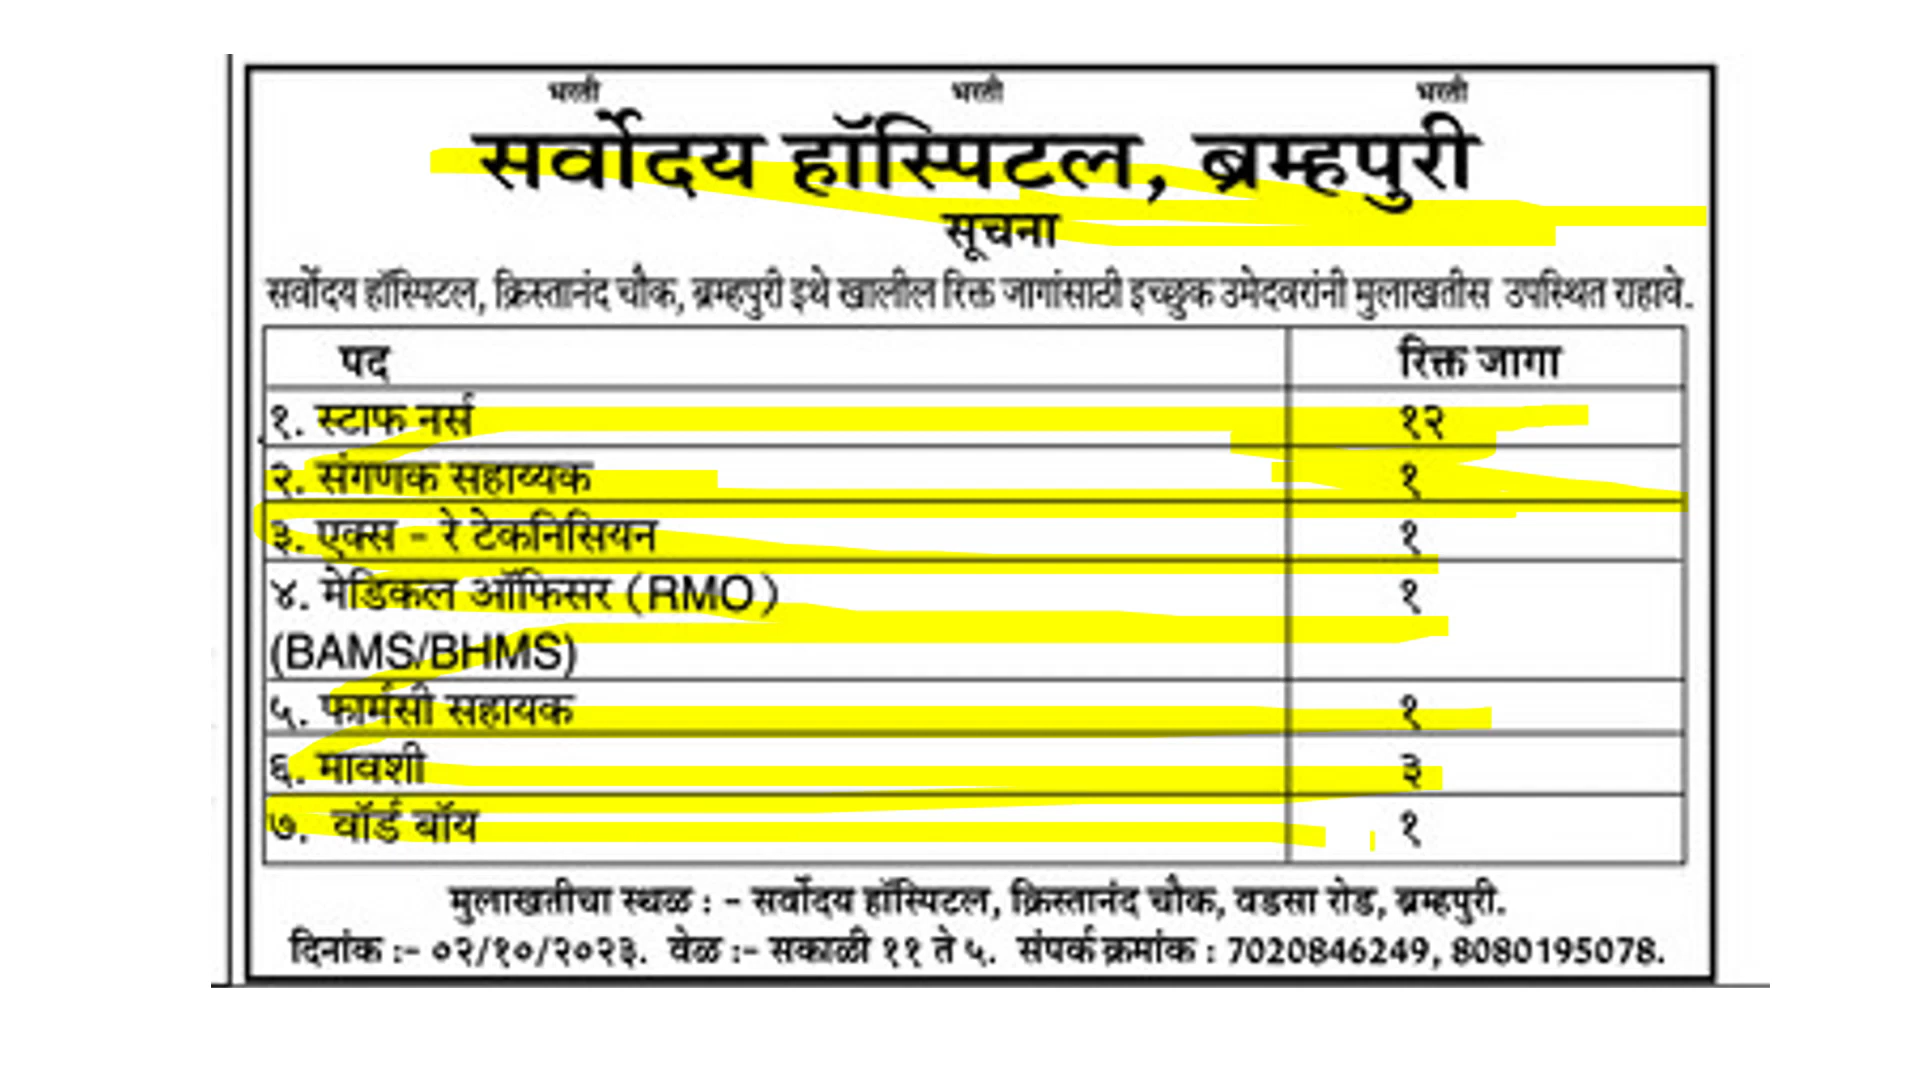 भरती भरती भरती
सर्वोदय हॉस्पिटल, ब्रम्हपुरी
सूचना
सर्वोदय हॉस्पिटल, क्रिस्तानंद चौक, ब्रम्हपुरी इथे खालील रिक्त जागांसाठी इच्छुक उमेदवरांनी मुलाखतीस उपस्थित राहावे.
पद रिक्त जागा
१. स्टाफ नर्स १२
२. संगणक सहाय्यक १
३. एक्स - रे टेकनिसियन १
४. मेडिकल ऑफिसर (RMO) १
(BAMS/BHMS)
५. फार्मसी सहायक १
६. मावशी ३
७. वॉर्ड बॉय १
मुलाखतीचा स्थळ : - सर्वोदय हॉस्पिटल, क्रिस्तानंद चौक, वडसा रोड, ब्रम्हपुरी.
दिनांक :- ०२/१०/२०२३. वेळ :- सकाळी ११ ते ५. संपर्क क्रमांक : 7020846249, 8080195078.